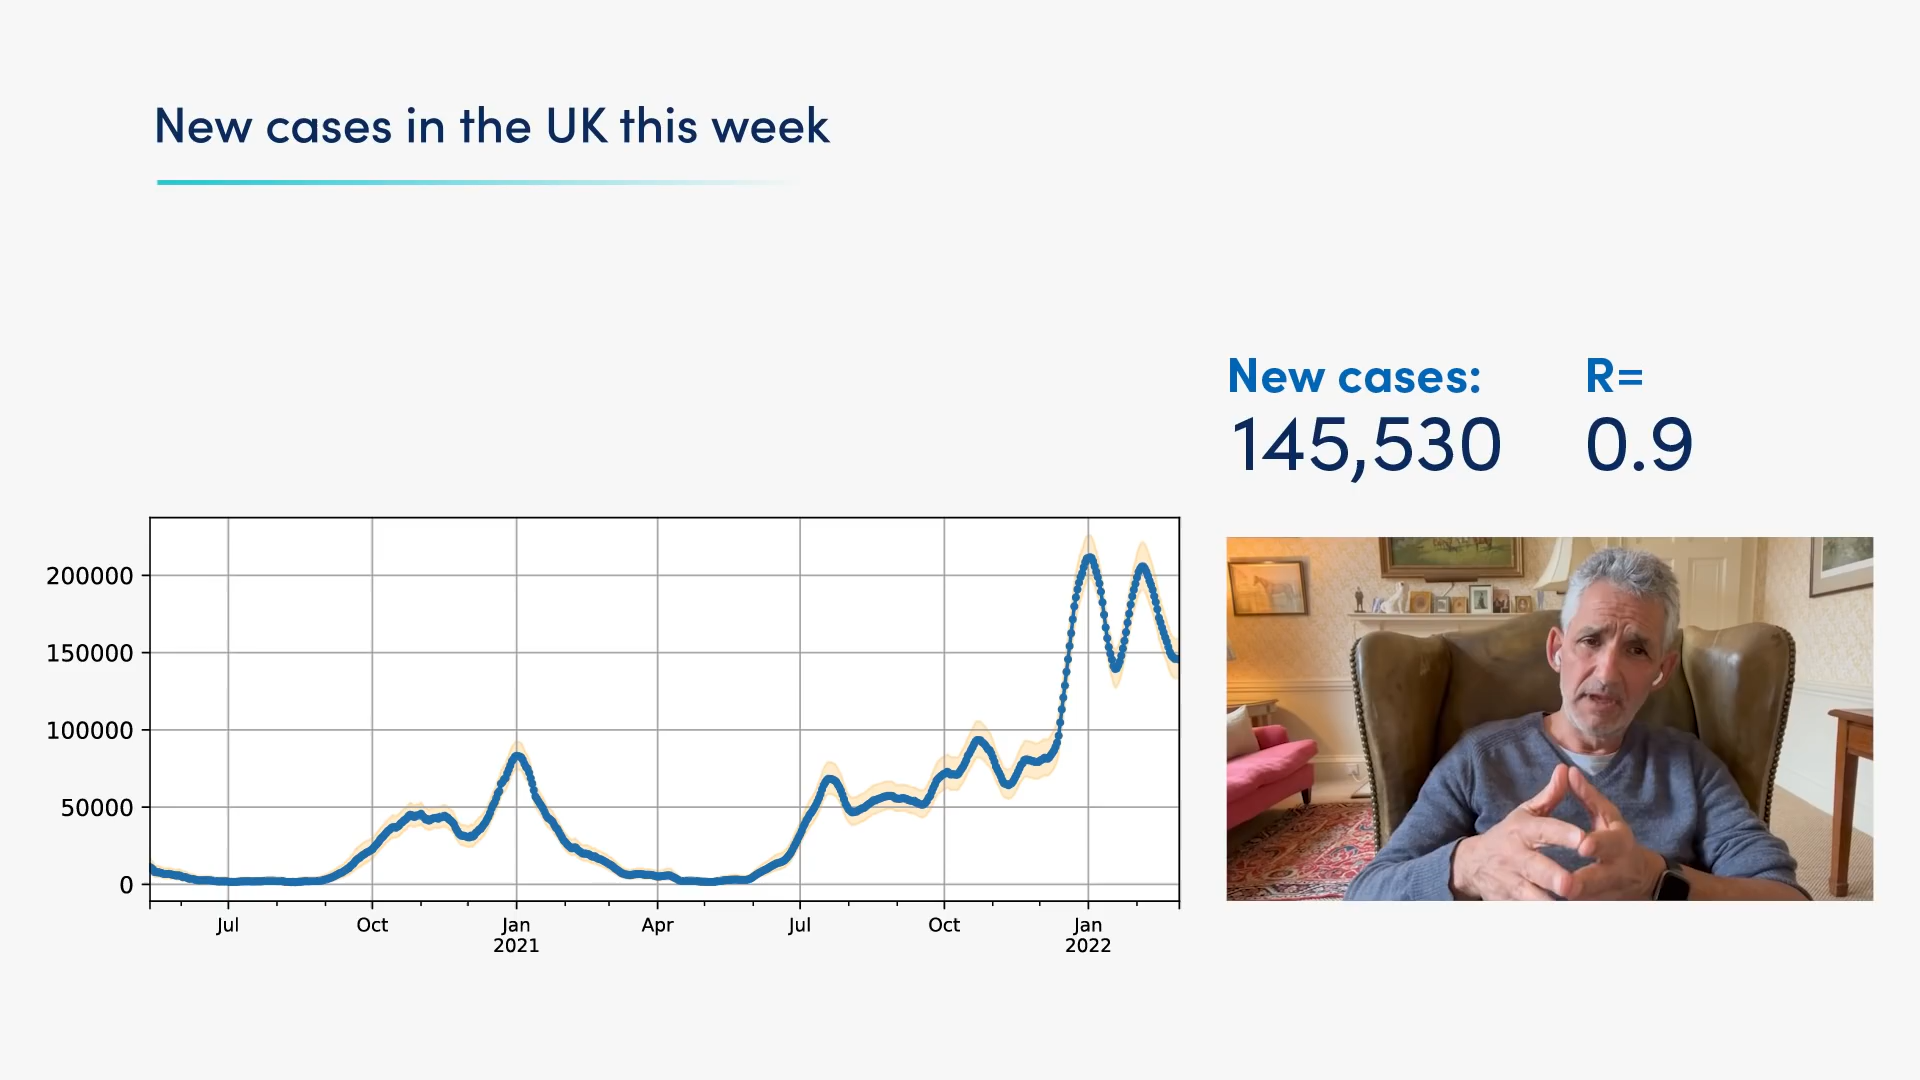 New cases in the UK this week
New cases:
R=
145,530
0.9
200000
150000
100000
50000
0
Jul
Oct
Jan
2021
Apr
Jul
Oct
Jan
2022